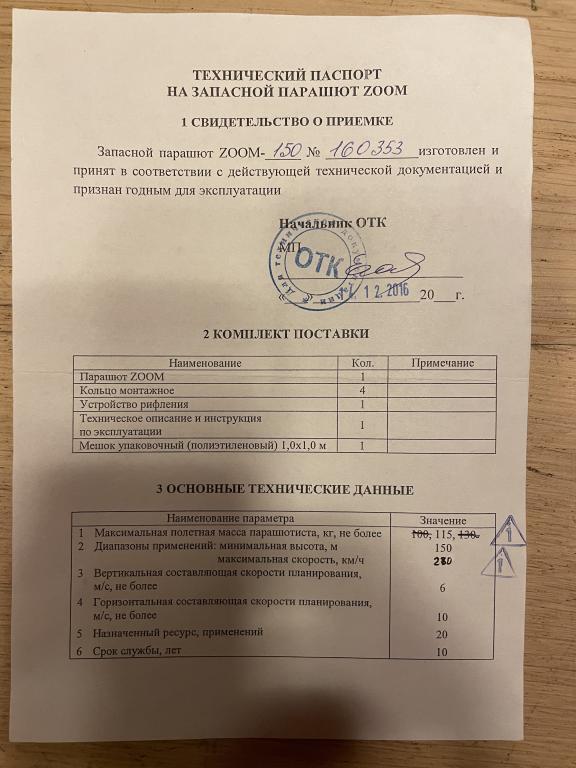 ТЕХНИЧЕСКИЙ ПАСПОРТ
НА ЗАПАСНОЙ ПАРАШЮТ ZOOM
1 СВИДЕТЕЛЬСТВО О ПРИЕМКЕ
Запасной парашют ZOOM- 150 № 160353 изготовлен и
принят в соответствии с действующей технической документацией и
признан годным для эксплуатации
Начальник ОТК
МП
ОТК
12.2016 20 г.
2 КОМПЛЕКТ ПОСТАВКИ
Наименование Кол. Примечание
Парашют ZOOM 1
Кольцо монтажное 4
Устройство рифления 1
Техническое описание и инструкция
по эксплуатации 1
Мешок упаковочный (полиэтиленовый) 1,0х1,0 м 1
3 ОСНОВНЫЕ ТЕХНИЧЕСКИЕ ДАННЫЕ
Наименование параметра Значение
1 Максимальная полетная масса парашютиста, кг, не более 100, 115, 130. 1
2 Диапазоны применений: минимальная высота, м 150
максимальная скорость, км/ч 280 1
3 Вертикальная составляющая скорости планирования,
м/с, не более 6
4 Горизонтальная составляющая скорости планирования,
м/с, не более 10
5 Назначенный ресурс, применений 20
6 Срок службы, лет 10